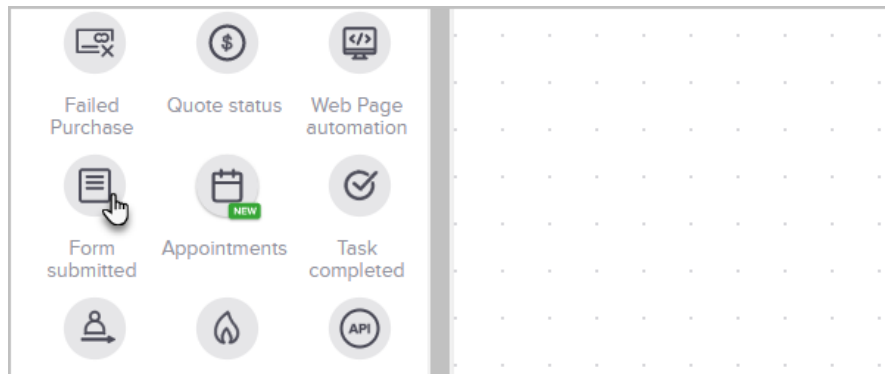 $
</>
Failed
Purchase
Quote status
Web Page
automation
NEW
Form
submitted
Appointments
Task
completed
API